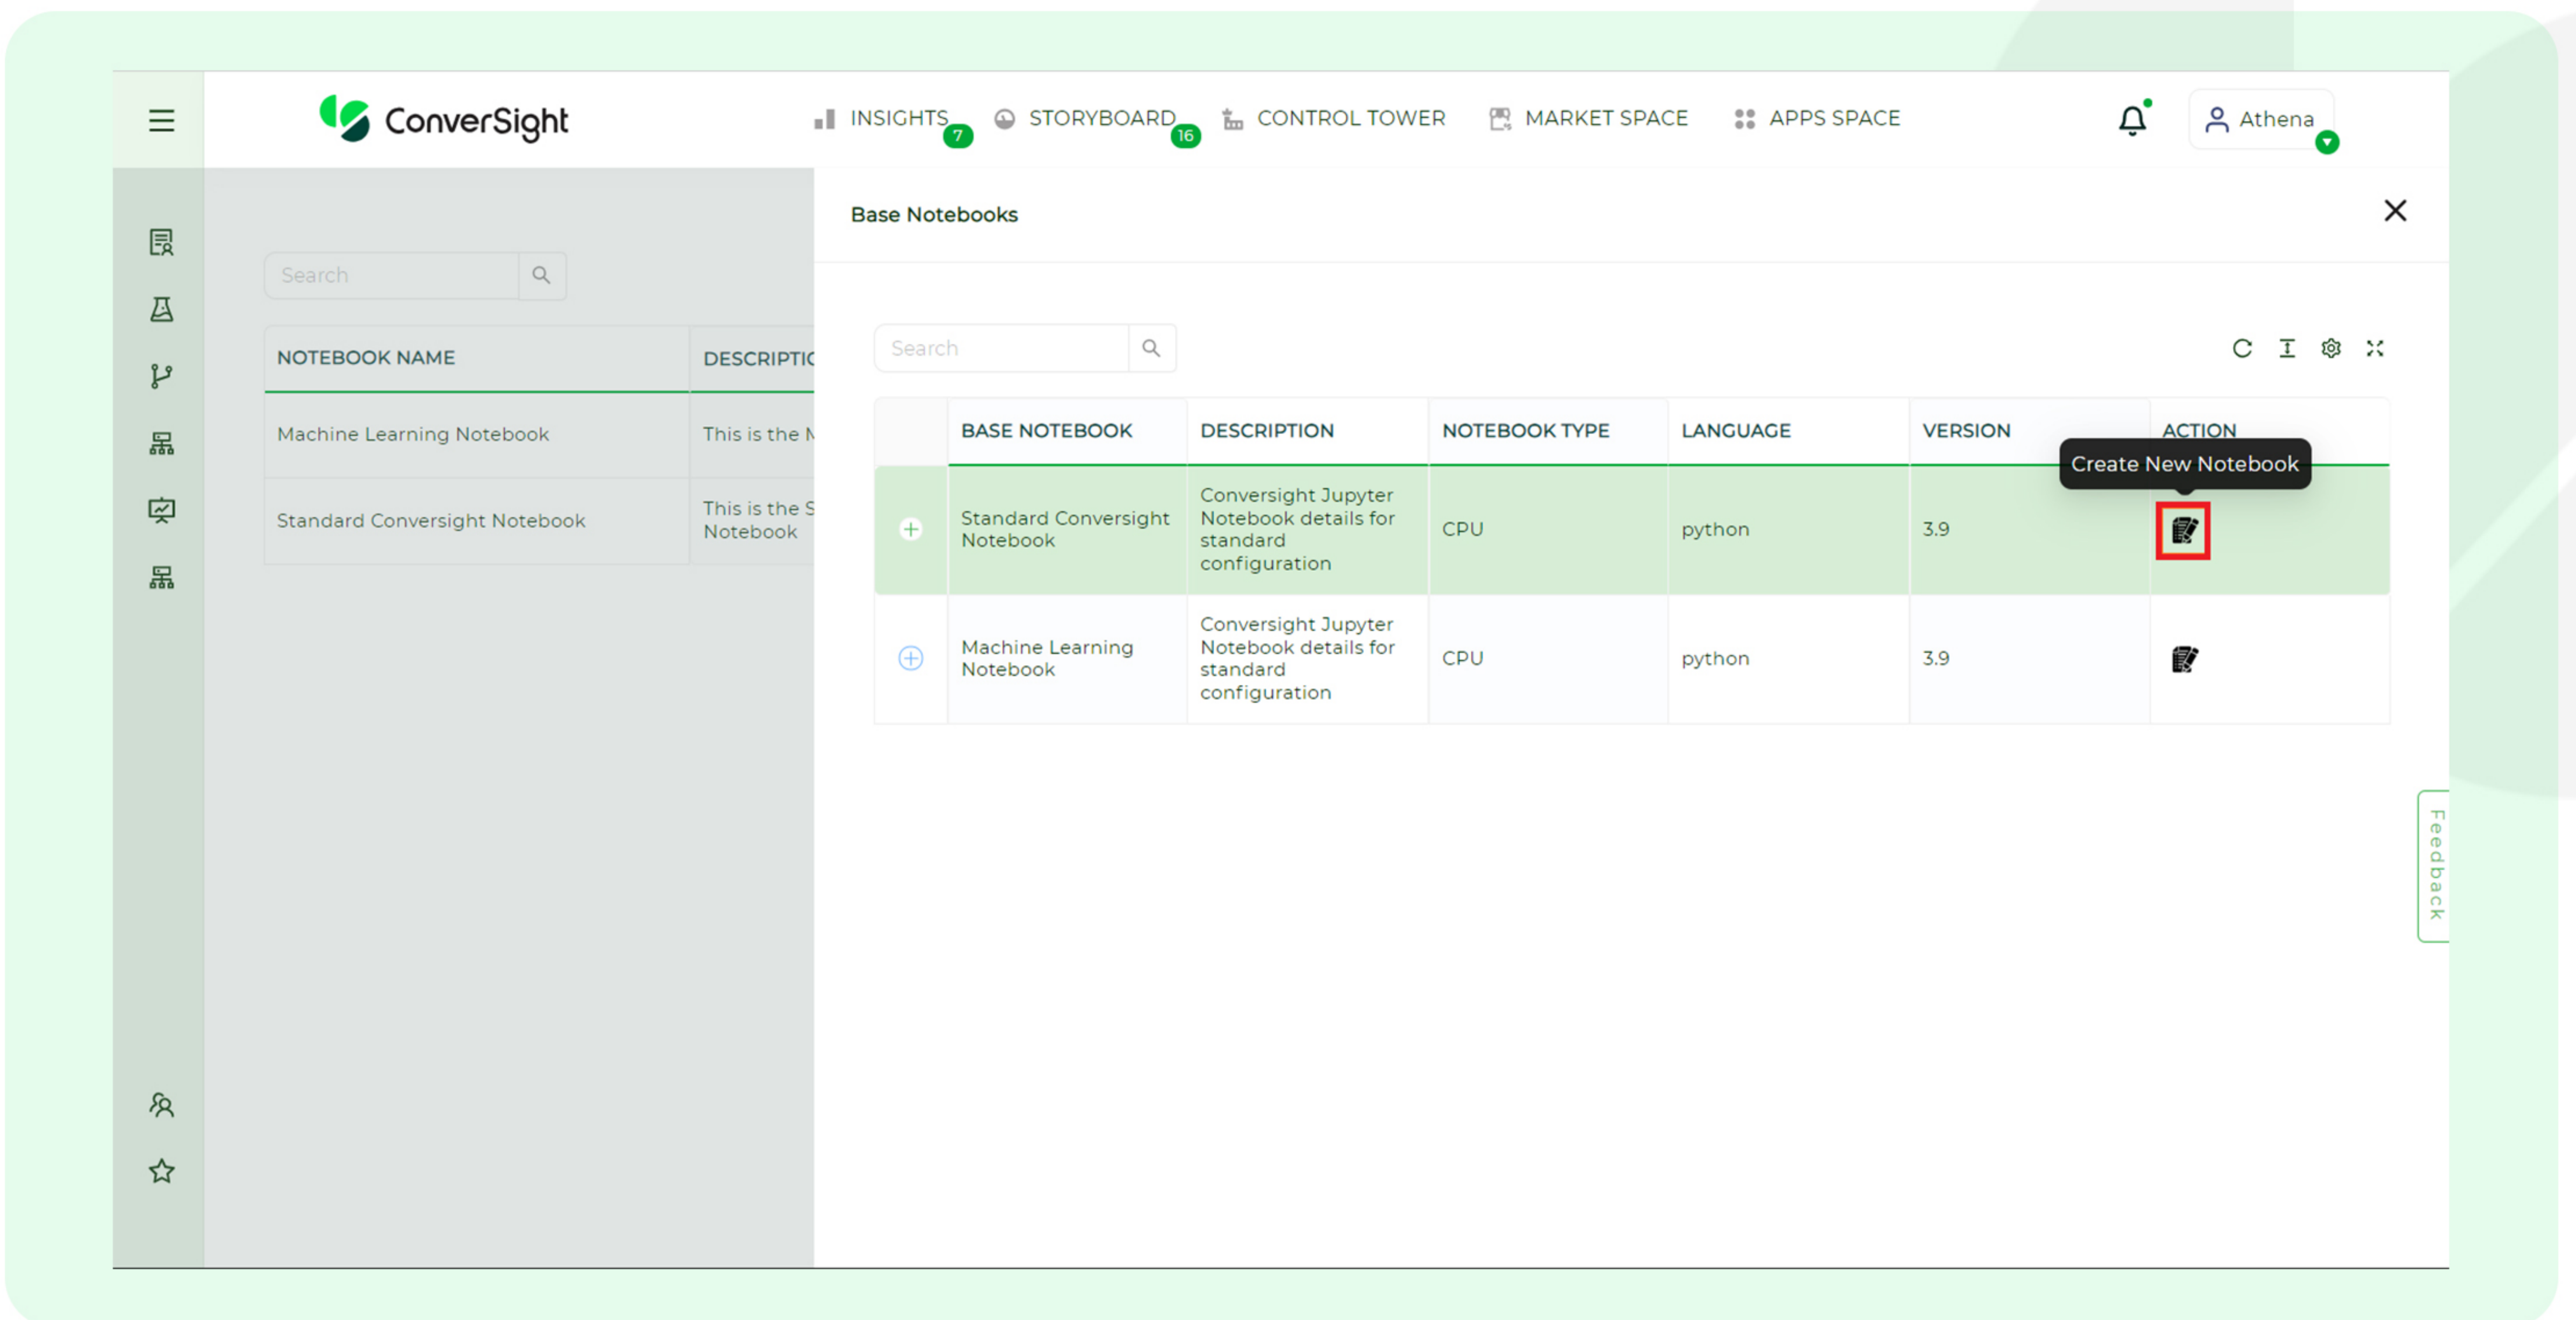 ConverSight
INSIGHTS 7 STORYBOARD 16 CONTROL TOWER MARKET SPACE APPS SPACE Athena
Search
NOTEBOOK NAME DESCRIPTIC
Machine Learning Notebook This is the M
Standard Conversight Notebook This is the S
Notebook
Base Notebooks
Search
BASE NOTEBOOK DESCRIPTION NOTEBOOK TYPE LANGUAGE VERSION ACTION
Create New Notebook
Standard Conversight
Notebook
Conversight Jupyter
Notebook details for
standard
configuration
CPU
python
3.9
Machine Learning
Notebook
Conversight Jupyter
Notebook details for
standard
configuration
CPU
python
3.9
Feedback